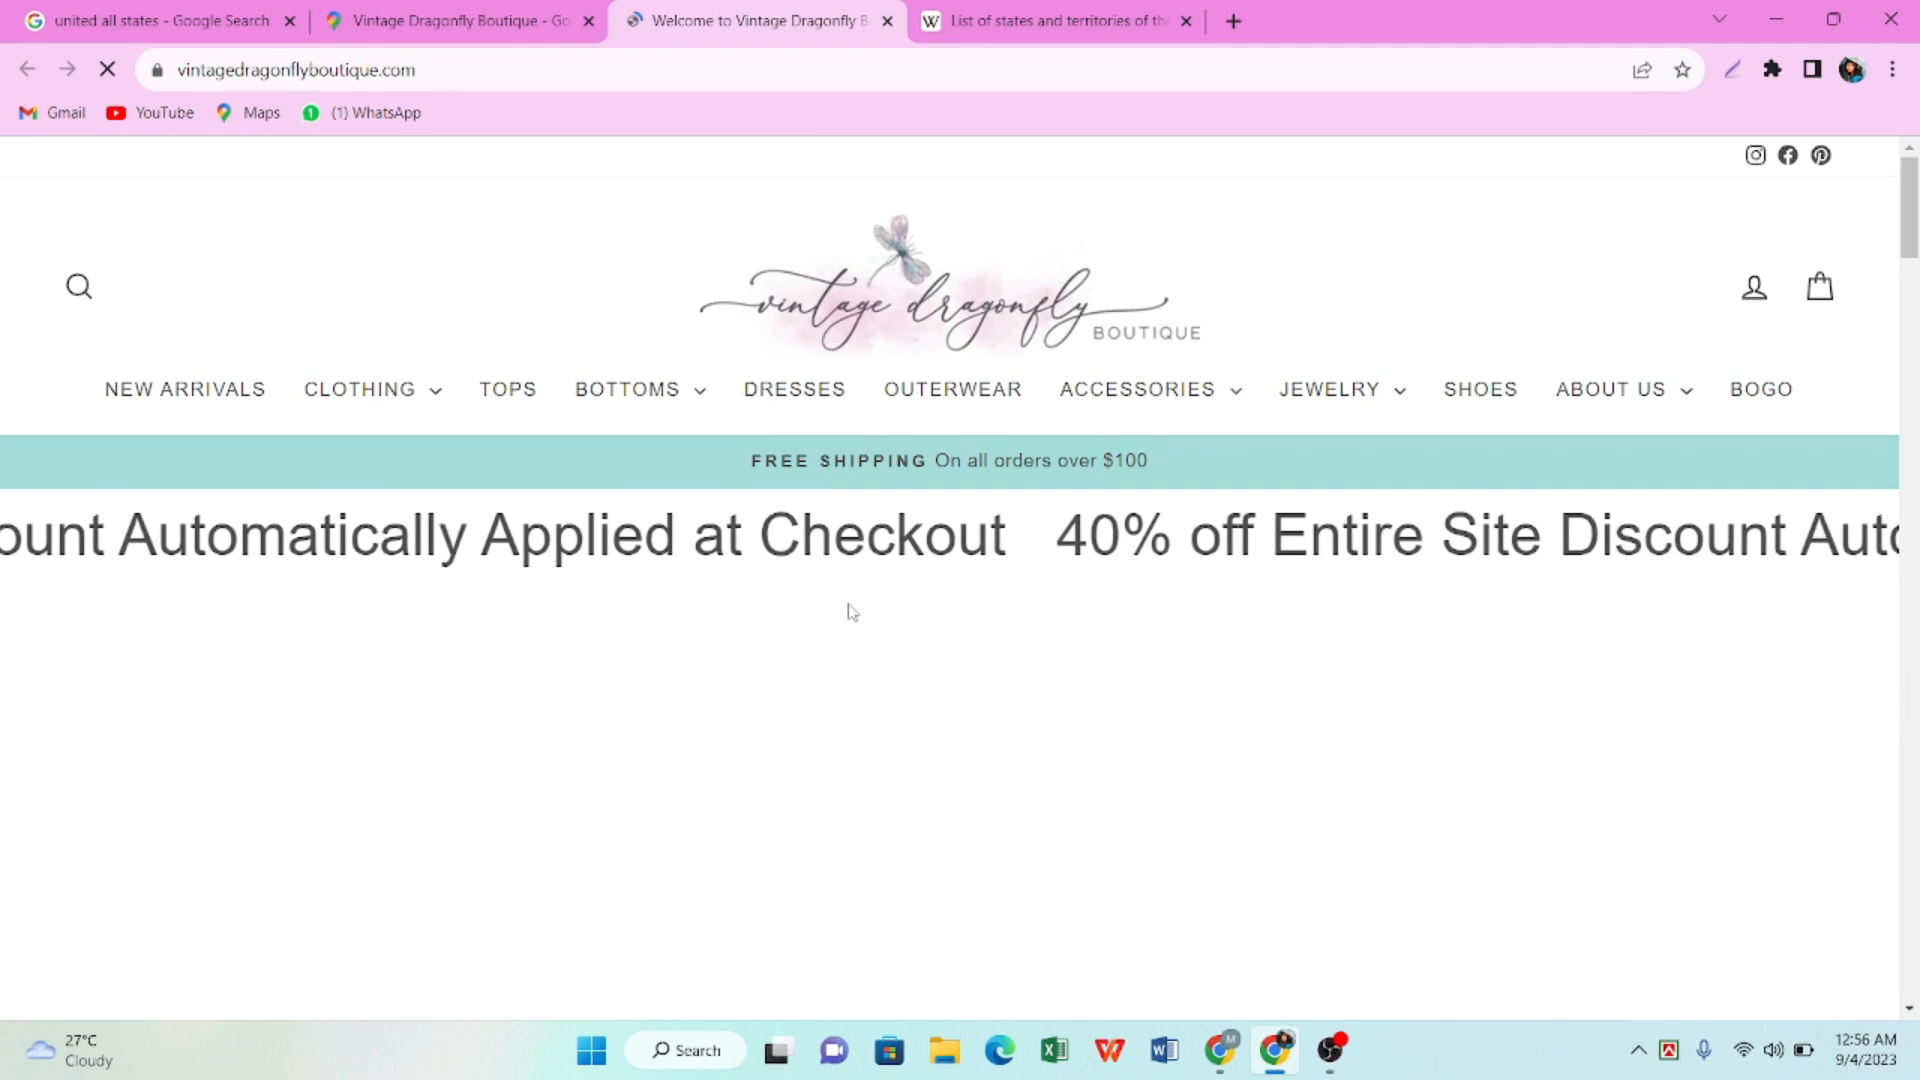 united all states - Google Search
Vintage Dragonfly Boutique - Go
Welcome to Vintage Dragonfly B
W List of states and territories of the
vintagedragonflyboutique.com
Gmail
YouTube
Maps
1 (1) WhatsApp
vintage dragonfly
BOUTIQUE
NEW ARRIVALS CLOTHING TOPS BOTTOMS DRESSES OUTERWEAR ACCESSORIES JEWELRY SHOES ABOUT US BOGO
FREE SHIPPING On all orders over $100
ount Automatically Applied at Checkout 40% off Entire Site Discount Auto
27°C
Cloudy
Search
M
12:56 AM
9/4/2023